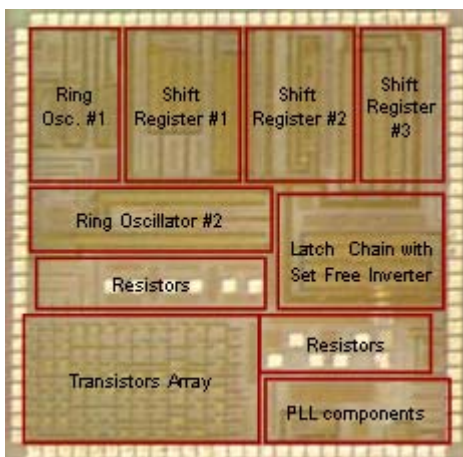 Ring
Osc. #1
Shift
Register #1
Shift
Register #2
Shift
Register
#3
Ring Oscillator #2
Latch Chain with
Set Free Inverter
Resistors
Resistors
Transistors Array
PLL components